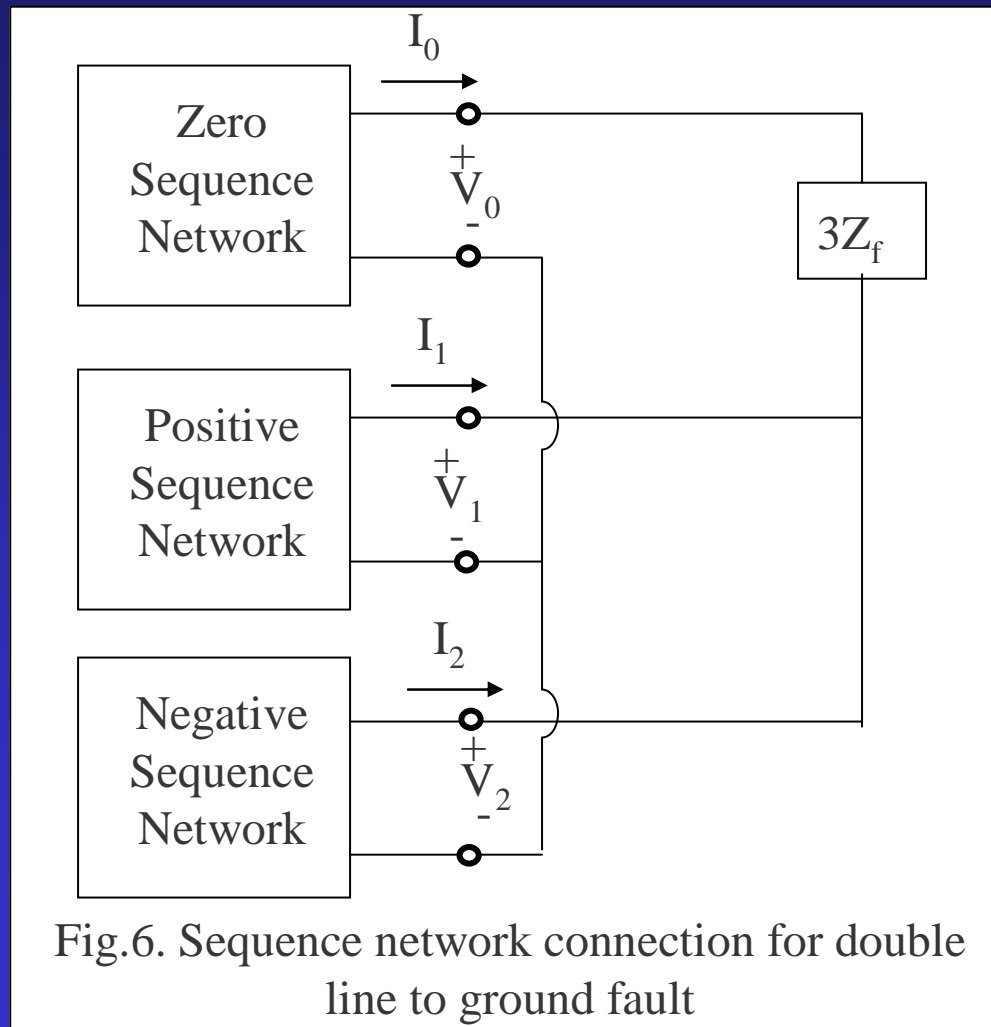 I₀
Zero
Sequence
Network
+
V₀
-
3Z_f
I₁
Positive
Sequence
Network
+
V₁
-
I₂
Negative
Sequence
Network
+
V₂
-
Fig.6. Sequence network connection for double
line to ground fault